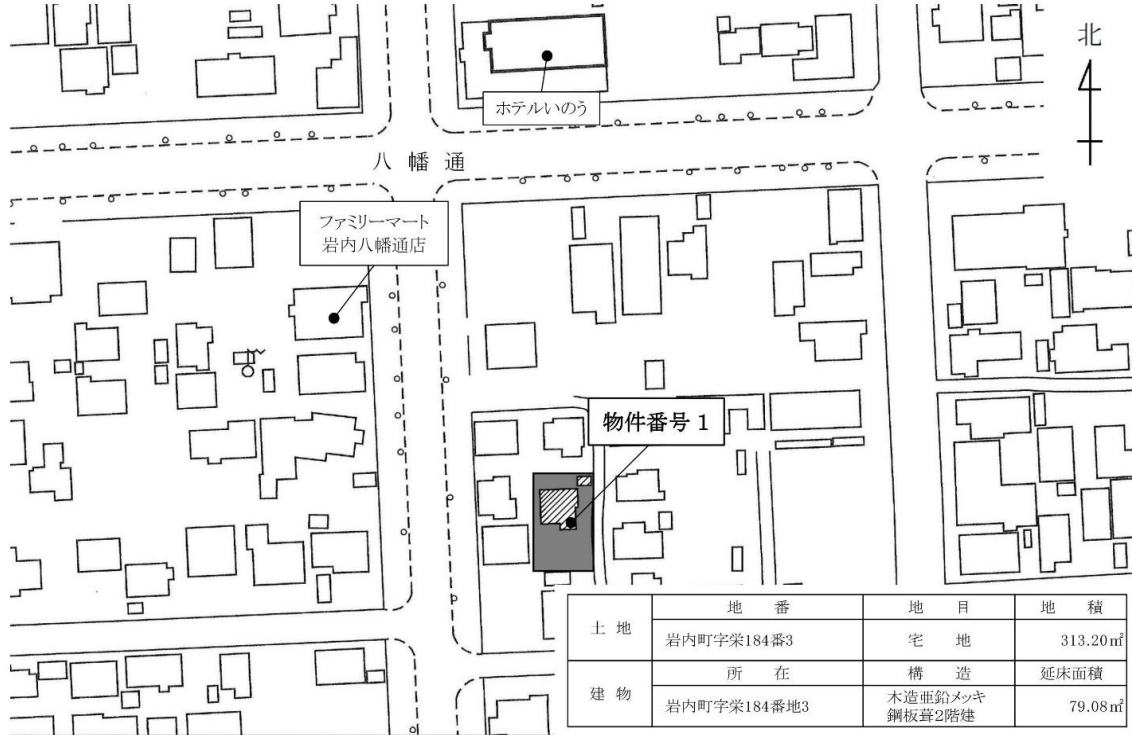 北
ホテルいのう
八幡通
ファミリーマート
岩内八幡通店
物件番号 1
土地
地番
地目
地積
岩内町字栄184番3
宅地
313.20㎡
建物
所在
構造
延床面積
岩内町字栄184番地3
木造亜鉛メッキ
鋼板葺2階建
79.08㎡